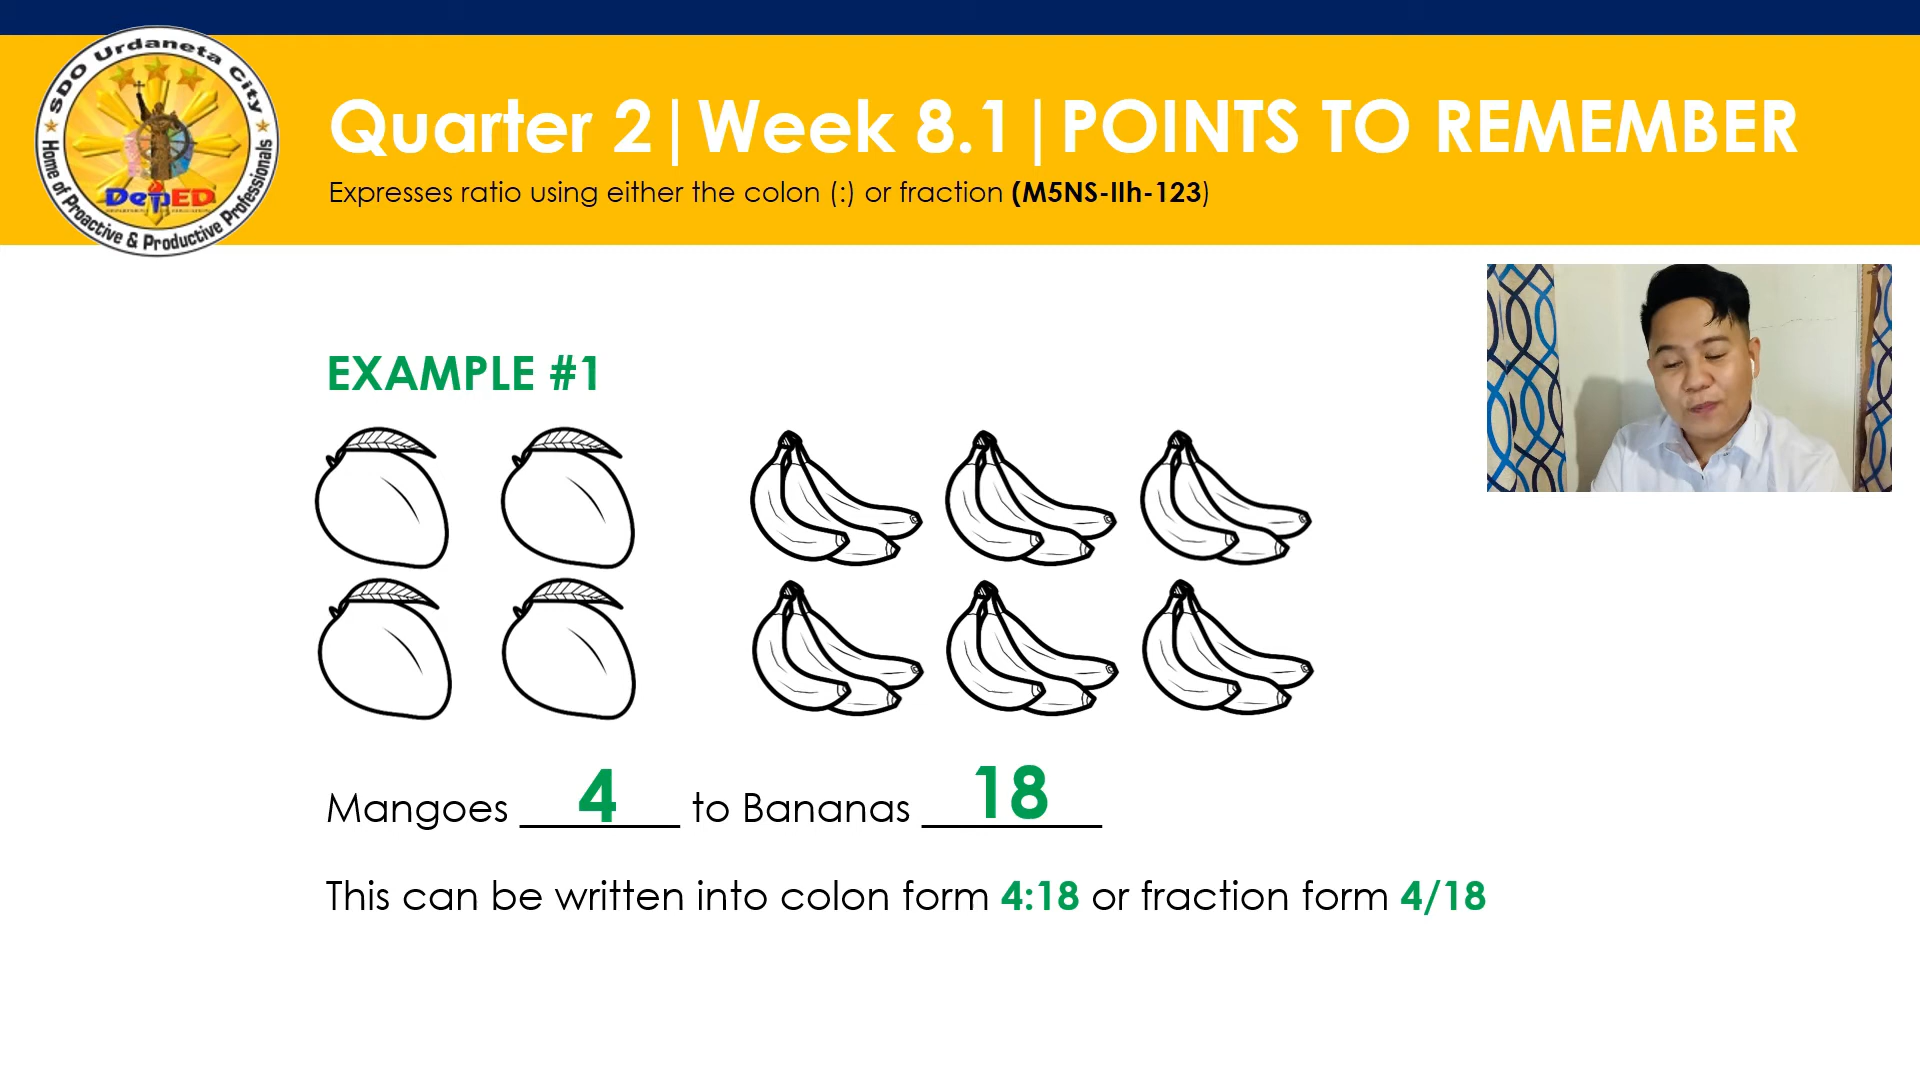 SDO Urdaneta City
Home of Proactive & Productive Professionals
DepED
Quarter 2|Week 8.1|POINTS TO REMEMBER
Expresses ratio using either the colon (:) or fraction (M5NS-IIh-123)
EXAMPLE #1
Mangoes ________ 4 to Bananas _________ 18
This can be written into colon form 4:18 or fraction form 4/18